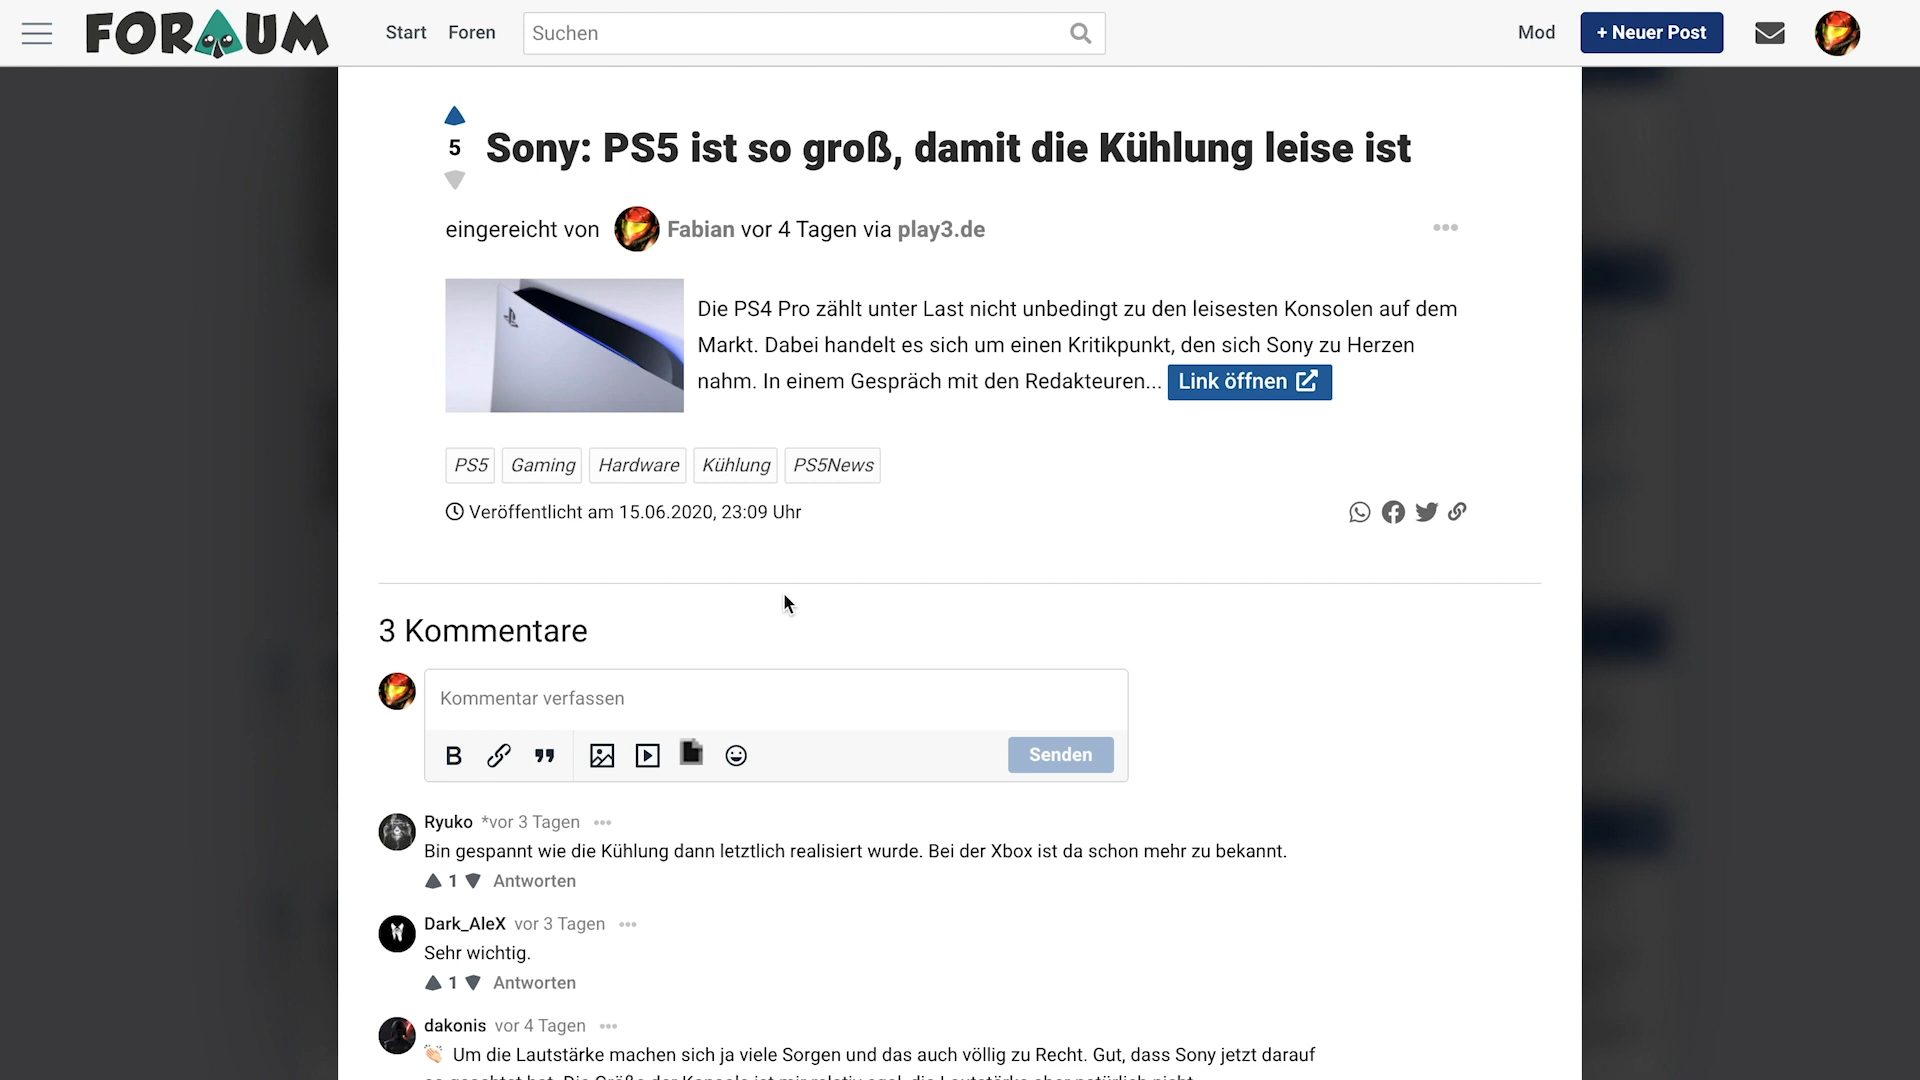 FORAUM
Start Foren
Suchen
Mod
+ Neuer Post
5
Sony: PS5 ist so groß, damit die Kühlung leise ist
eingereicht von Fabian vor 4 Tagen via play3.de
Die PS4 Pro zählt unter Last nicht unbedingt zu den leisesten Konsolen auf dem
Markt. Dabei handelt es sich um einen Kritikpunkt, den sich Sony zu Herzen
nahm. In einem Gespräch mit den Redakteuren... Link öffnen
PS5 Gaming Hardware Kühlung PS5News
Veröffentlicht am 15.06.2020, 23:09 Uhr
3 Kommentare
Kommentar verfassen
B
Senden
Ryuko *vor 3 Tagen
Bin gespannt wie die Kühlung dann letztlich realisiert wurde. Bei der Xbox ist da schon mehr zu bekannt.
1 Antworten
Dark_AleX vor 3 Tagen
Sehr wichtig.
1 Antworten
dakonis vor 4 Tagen
👏🏻 Um die Lautstärke machen sich ja viele Sorgen und das auch völlig zu Recht. Gut, dass Sony jetzt darauf